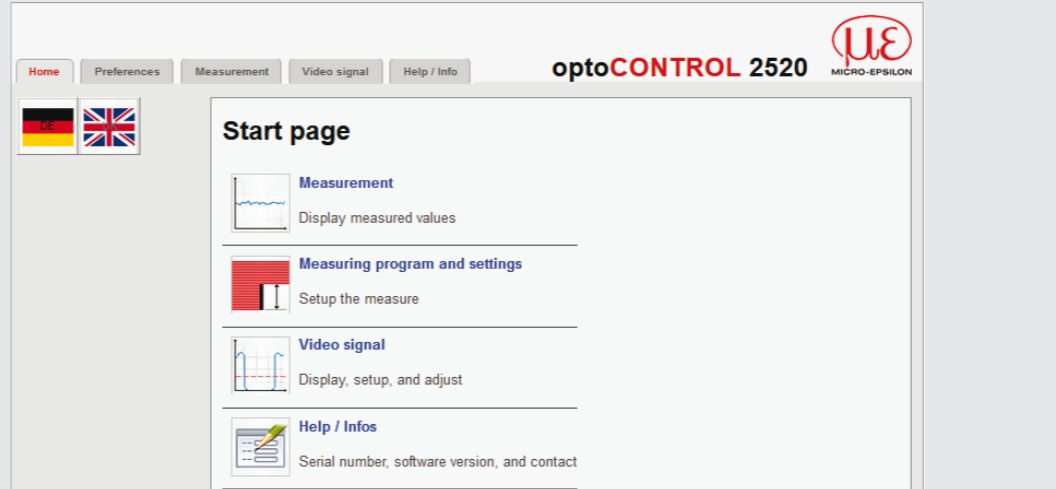 Home
Preferences
Measurement
Video signal
Help / Info
optoCONTROL 2520
με
MICRO-EPSILON
DE
Start page
Measurement
Display measured values
Measuring program and settings
Setup the measure
Video signal
Display, setup, and adjust
Help / Infos
Serial number, software version, and contact